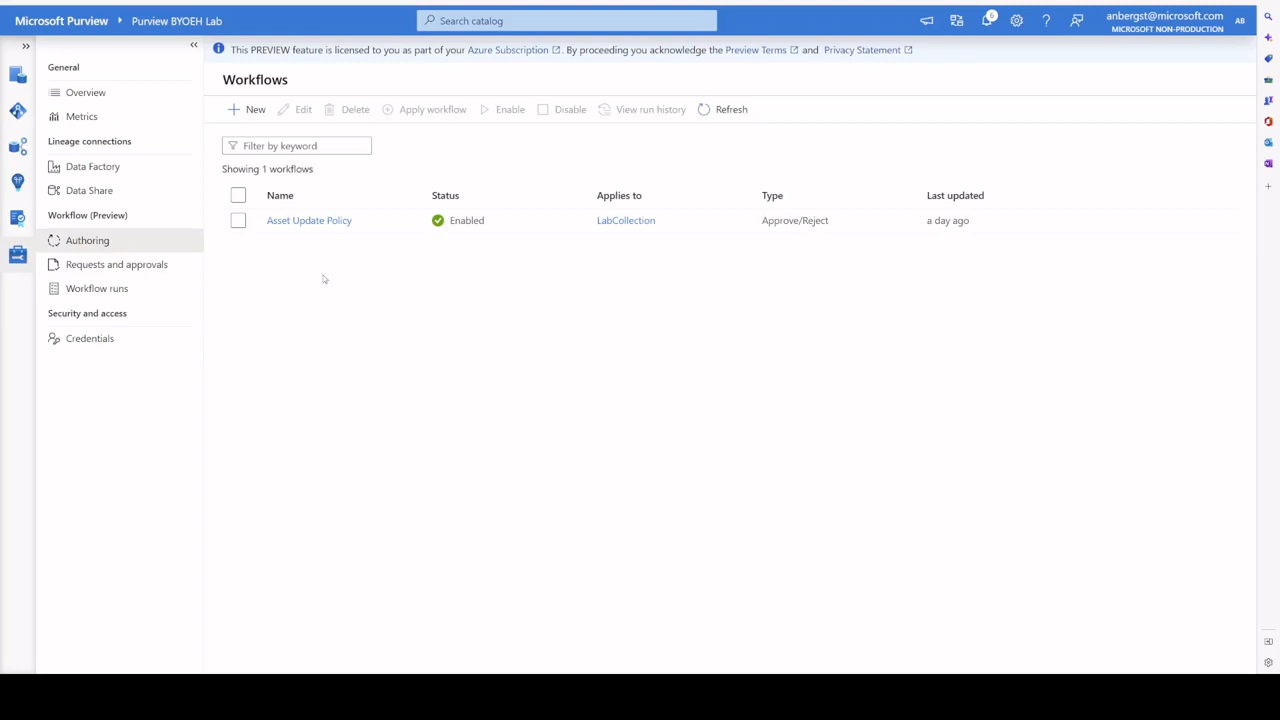 Microsoft Purview Purview BYOEH Lab Search catalog 6 anbergst@microsoft.com AB
MICROSOFT NON-PRODUCTION
This PREVIEW feature is licensed to you as part of your Azure Subscription. By proceeding you acknowledge the Preview Terms and Privacy Statement
General
Overview
Metrics
Lineage connections
Data Factory
Data Share
Workflow (Preview)
Authoring
Requests and approvals
Workflow runs
Security and access
Credentials
Workflows
New Edit Delete Apply workflow Enable Disable View run history Refresh
Filter by keyword
Showing 1 workflows
Name Status Applies to Type Last updated
Asset Update Policy Enabled LabCollection Approve/Reject a day ago